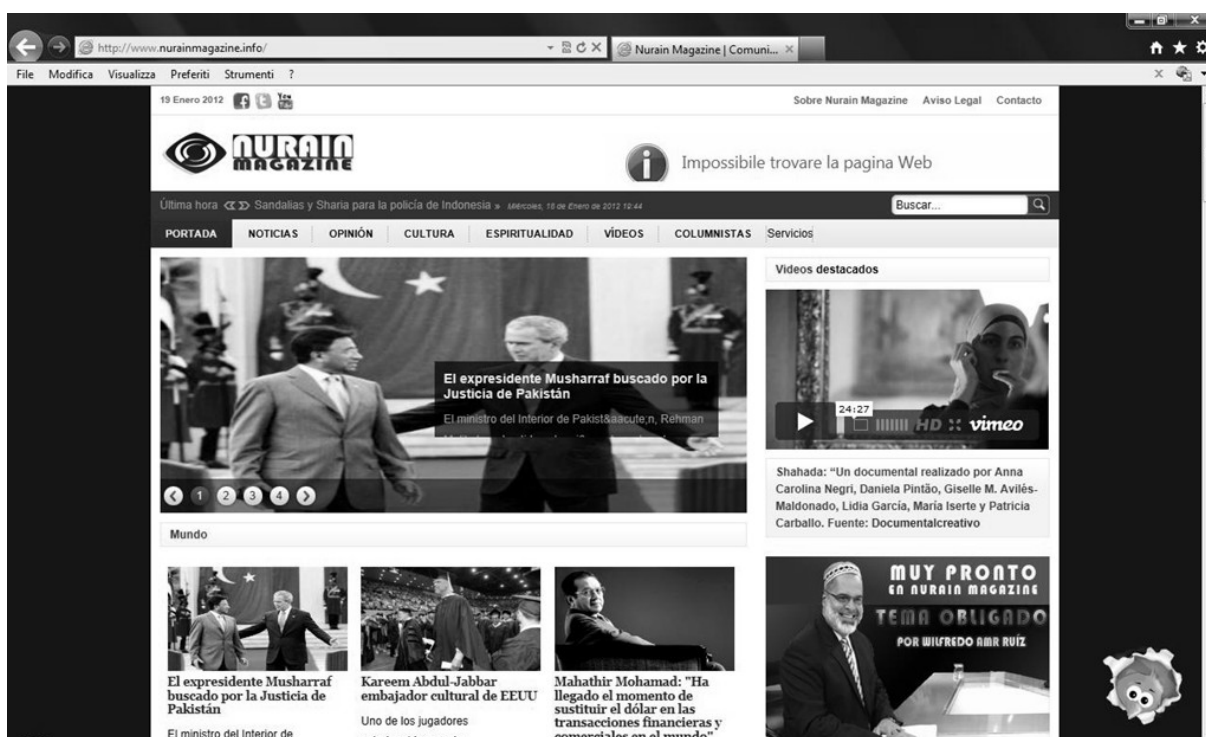 http://www.nurainmagazine.info/
Nurain Magazine | Comuni...
File Modifica Visualizza Preferiti Strumenti ?
19 Enero 2012
You
Sobre Nurain Magazine Aviso Legal Contacto
NURAIN
MAGAZINE
Impossibile trovare la pagina Web
Última hora Sandalias y Sharia para la policía de Indonesia » Miércoles, 18 de Enero de 2012 12:44
Buscar...
PORTADA NOTICIAS OPINIÓN CULTURA ESPIRITUALIDAD VÍDEOS COLUMNISTAS Servicios
El expresidente Musharraf buscado por la
Justicia de Pakistán
El ministro del Interior de Pakist&aacute;n, Rehman
1 2 3 4
Videos destacados
24:27
HD vimeo
Shahada: “Un documental realizado por Anna
Carolina Negri, Daniela Pintão, Giselle M. Avilés-
Maldonado, Lidia García, María Iserte y Patricia
Carballo. Fuente: Documentalcreativo
Mundo
El expresidente Musharraf
buscado por la Justicia de
Pakistán
El ministro del Interior de
Kareem Abdul-Jabbar
embajador cultural de EEUU
Uno de los jugadores
Mahathir Mohamad: "Ha
llegado el momento de
sustituir el dólar en las
transacciones financieras y
comerciales en el mundo"
MUY PRONTO
EN NURAIN MAGAZINE
TEMA OBLIGADO
POR WILFREDO AMR RUÍZ